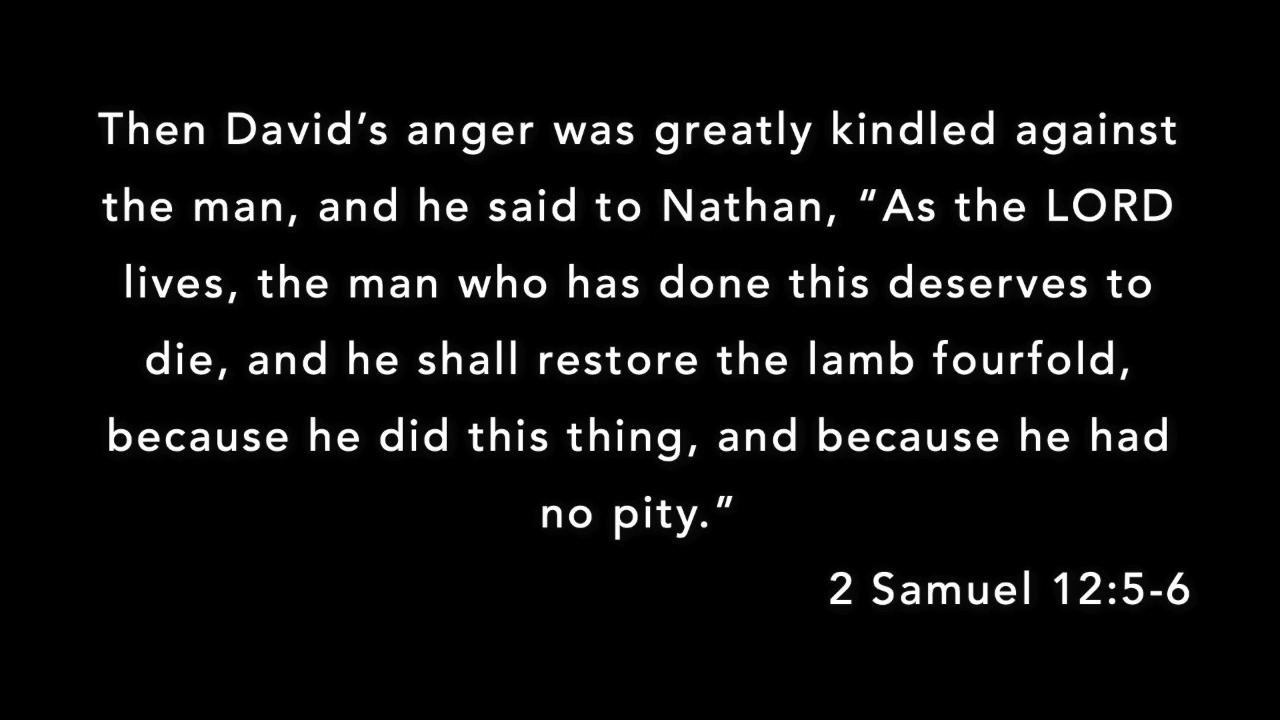 Then David’s anger was greatly kindled against
the man, and he said to Nathan, “As the LORD
lives, the man who has done this deserves to
die, and he shall restore the lamb fourfold,
because he did this thing, and because he had
no pity.”
2 Samuel 12:5-6